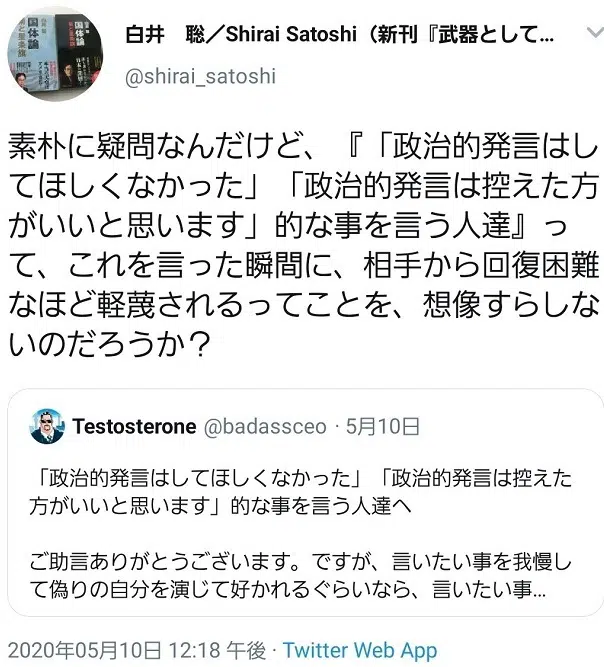 白井　聡／Shirai Satoshi（新刊『武器として...
@shirai_satoshi
素朴に疑問なんだけど、『「政治的発言はし
てほしくなかった」「政治的発言は控えた方
がいいと思います」的な事を言う人達』っ
て、これを言った瞬間に、相手から回復困難
なほど軽蔑されるってことを、想像すらしな
いのだろうか？
Testosterone @badassceo · 5月10日
「政治的発言はしてほしくなかった」「政治的発言は控えた
方がいいと思います」的な事を言う人達へ
ご助言ありがとうございます。ですが、言いたい事を我慢し
て偽りの自分を演じて好かれるぐらいなら、言いたい事...
2020年05月10日 12:18 午後 · Twitter Web App
国体論
国体論